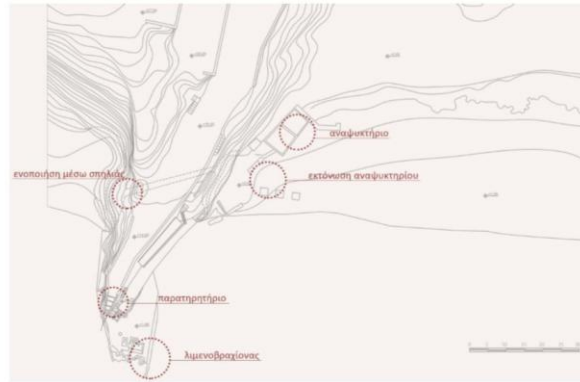 αναψυκτήριο
ενοποίηση μέσω σπηλιάς
εκτόνωση αναψυκτηρίου
παρατηρητήριο
λιμενοβραχίονας